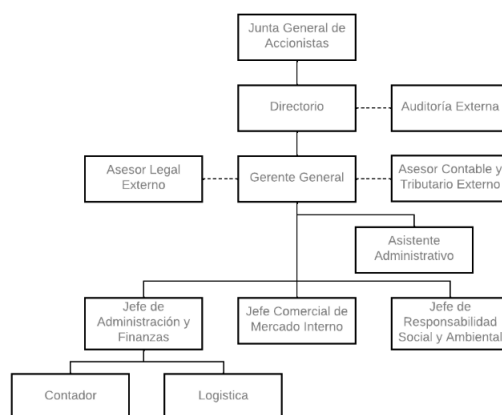 Junta General de
Accionistas
Directorio
Auditoría Externa
Asesor Legal
Externo
Gerente General
Asesor Contable y
Tributario Externo
Asistente
Administrativo
Jefe de
Administración y
Finanzas
Jefe Comercial de
Mercado Interno
Jefe de
Responsabilidad
Social y Ambiental
Contador
Logistica